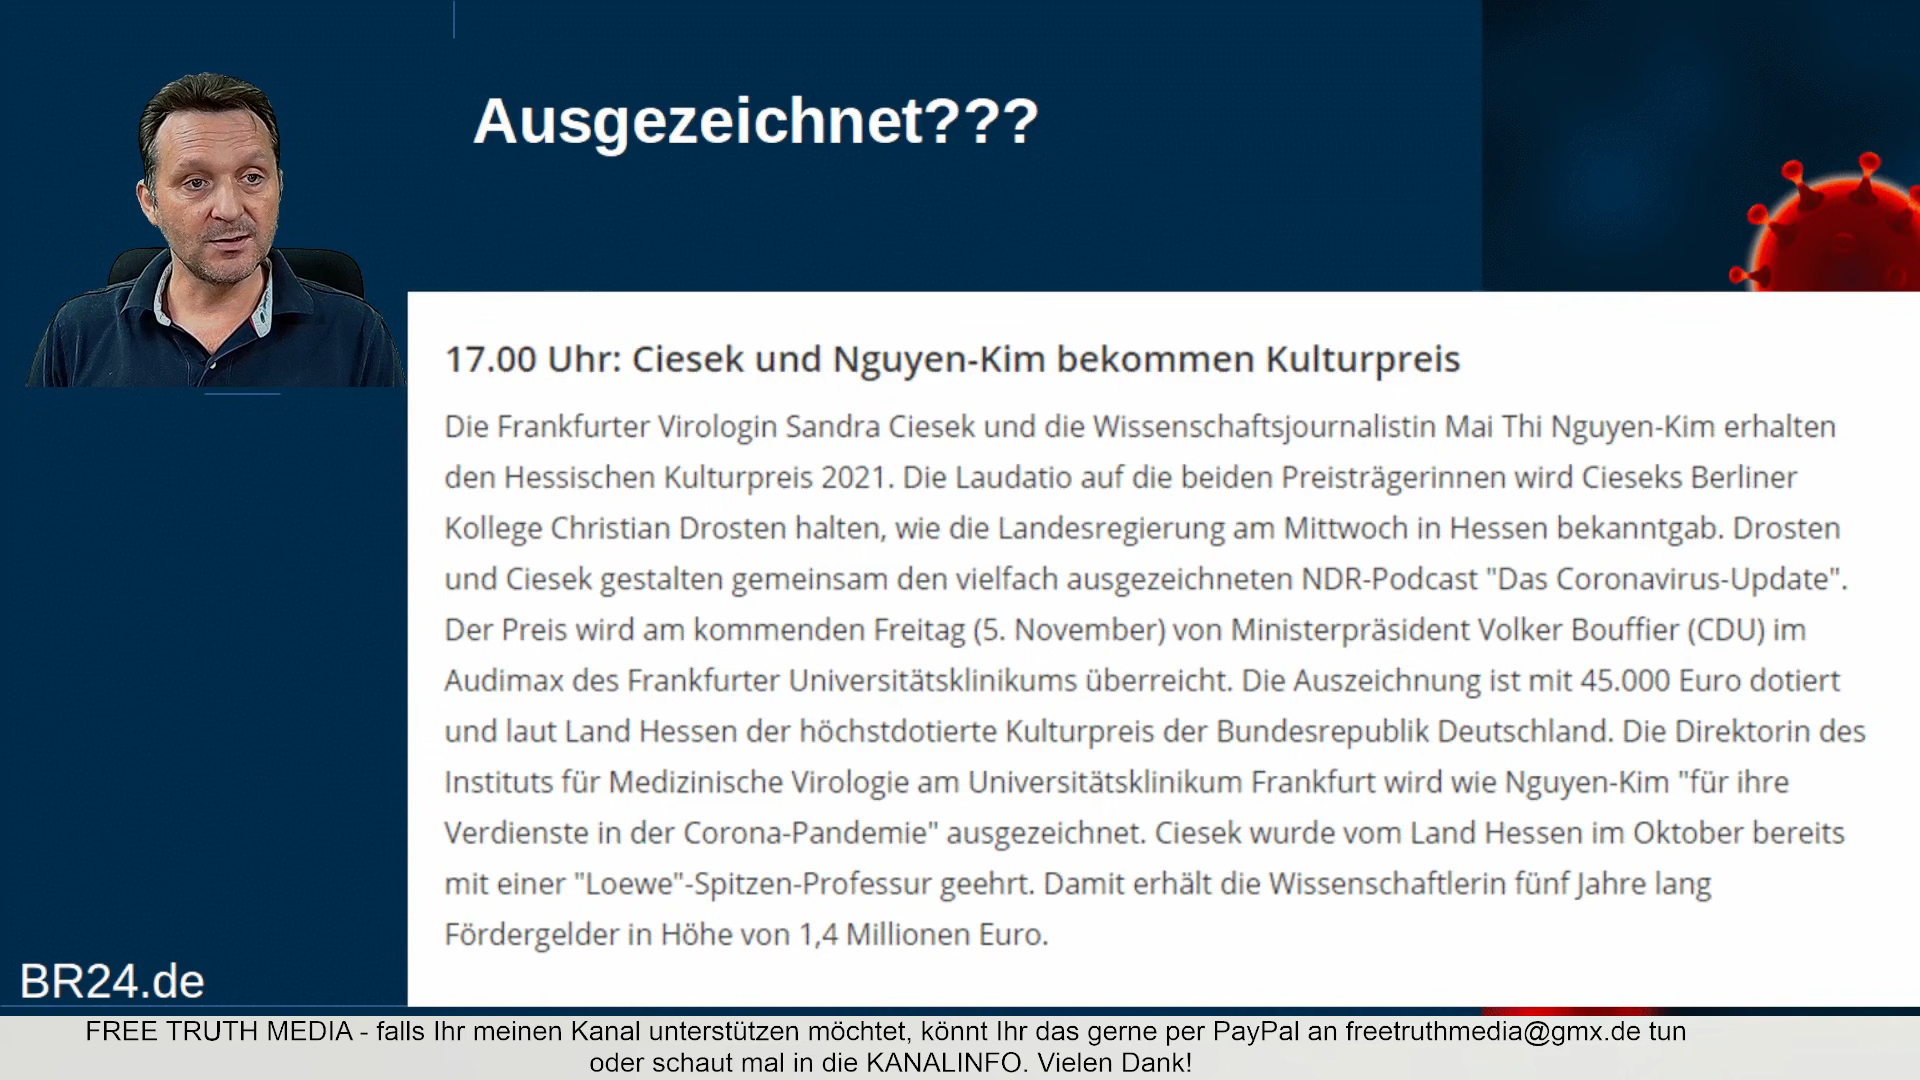 Ausgezeichnet???
17.00 Uhr: Ciesek und Nguyen-Kim bekommen Kulturpreis
Die Frankfurter Virologin Sandra Ciesek und die Wissenschaftsjournalistin Mai Thi Nguyen-Kim erhalten
den Hessischen Kulturpreis 2021. Die Laudatio auf die beiden Preisträgerinnen wird Cieseks Berliner
Kollege Christian Drosten halten, wie die Landesregierung am Mittwoch in Hessen bekanntgab. Drosten
und Ciesek gestalten gemeinsam den vielfach ausgezeichneten NDR-Podcast "Das Coronavirus-Update".
Der Preis wird am kommenden Freitag (5. November) von Ministerpräsident Volker Bouffier (CDU) im
Audimax des Frankfurter Universitätsklinikums überreicht. Die Auszeichnung ist mit 45.000 Euro dotiert
und laut Land Hessen der höchstdotierte Kulturpreis der Bundesrepublik Deutschland. Die Direktorin des
Instituts für Medizinische Virologie am Universitätsklinikum Frankfurt wird wie Nguyen-Kim "für ihre
Verdienste in der Corona-Pandemie" ausgezeichnet. Ciesek wurde vom Land Hessen im Oktober bereits
mit einer "Loewe"-Spitzen-Professur geehrt. Damit erhält die Wissenschaftlerin fünf Jahre lang
Fördergelder in Höhe von 1,4 Millionen Euro.
BR24.de
FREE TRUTH MEDIA - falls Ihr meinen Kanal unterstützen möchtet, könnt Ihr das gerne per PayPal an freetruthmedia@gmx.de tun
oder schaut mal in die KANALINFO. Vielen Dank!